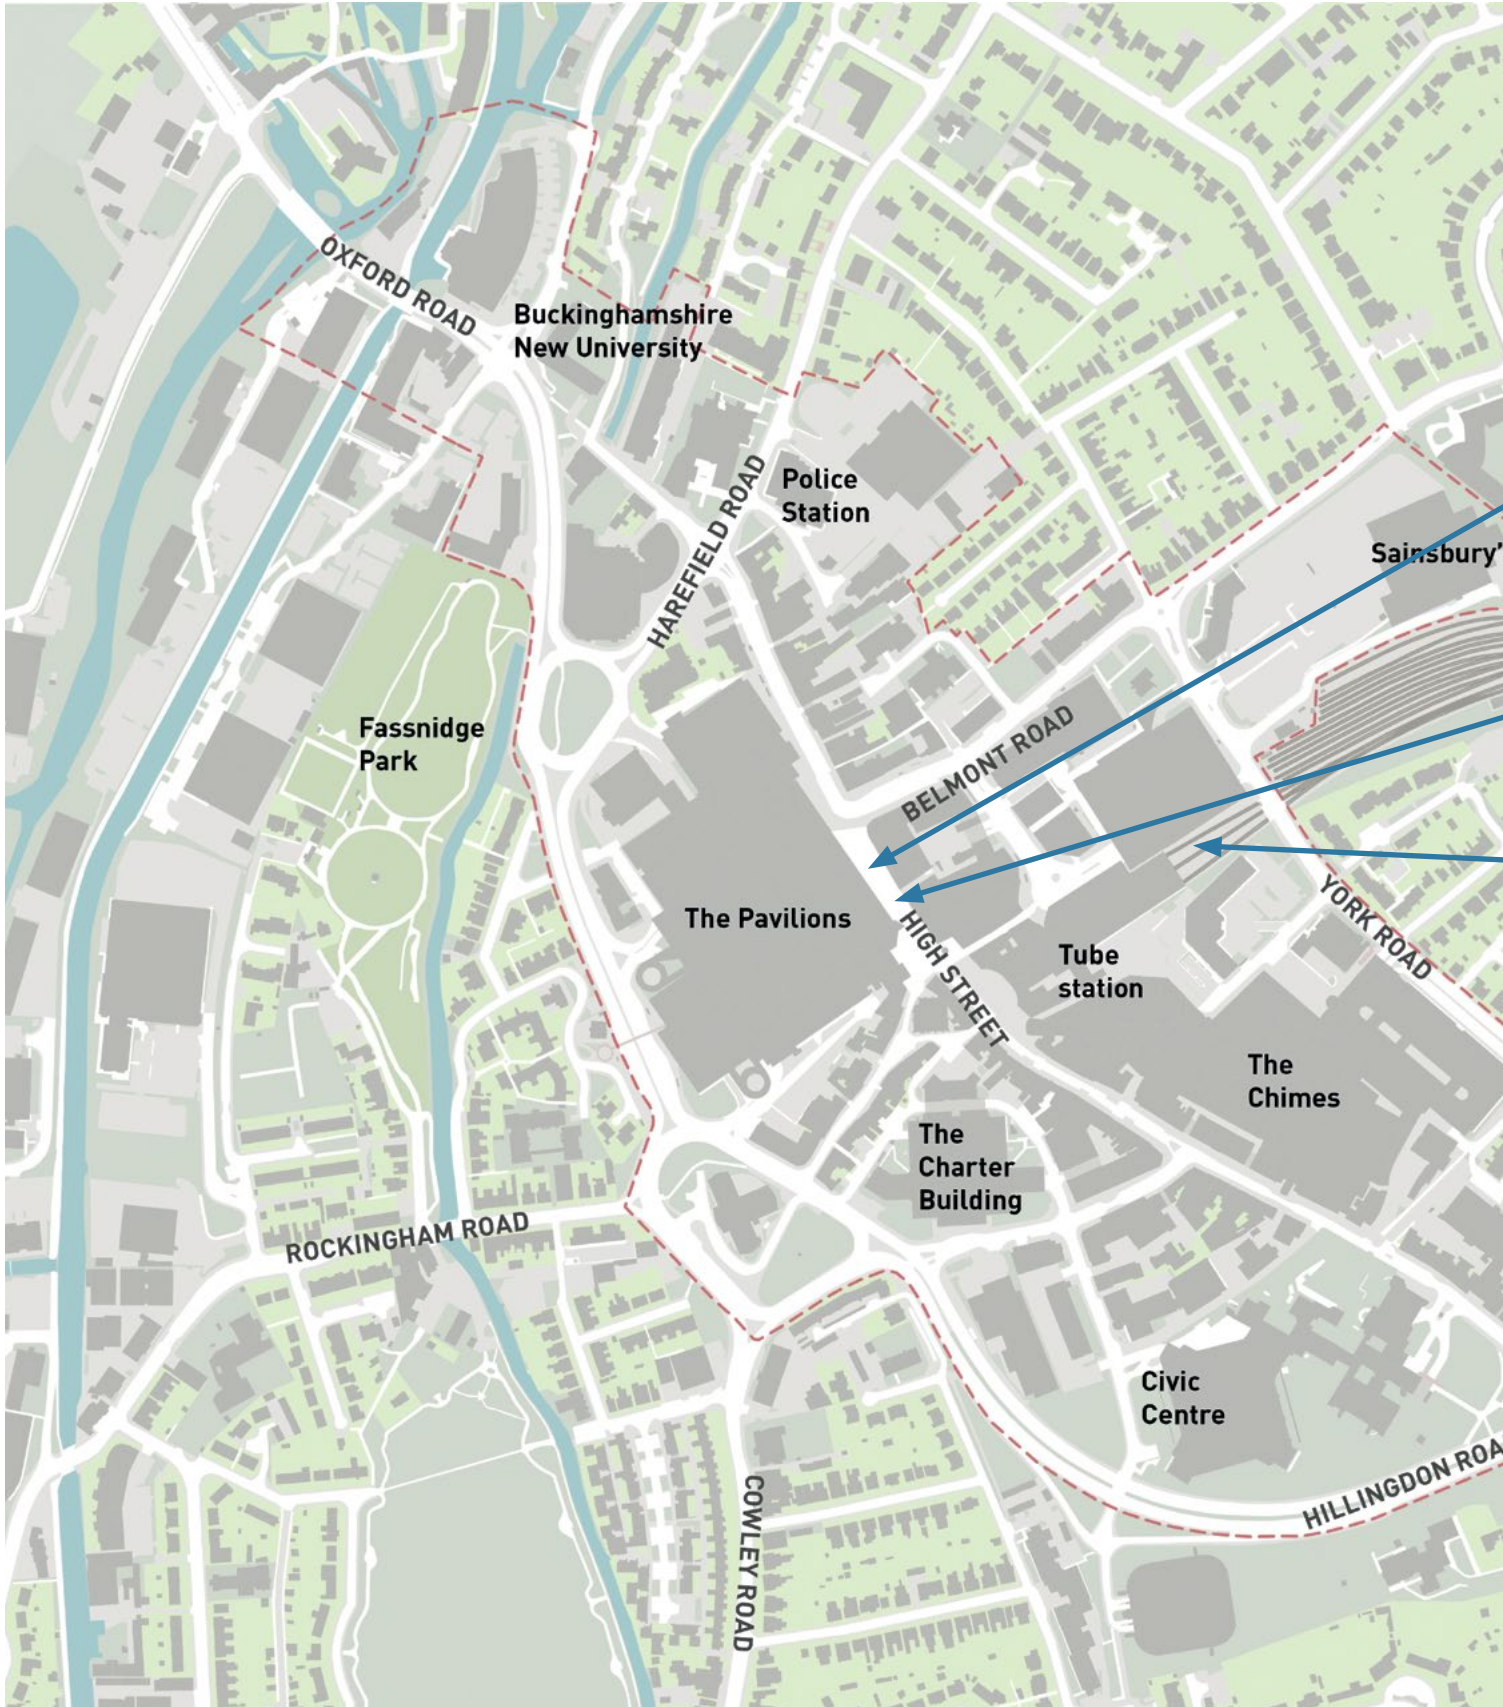 OXFORD ROAD
Buckinghamshire
New University
HAREFIELD ROAD
Police
Station
Sainsbury'
Fassnidge
Park
BELMONT ROAD
The Pavilions
HIGH STREET
YORK ROAD
Tube
station
The
Chimes
The
Charter
Building
ROCKINGHAM ROAD
Civic
Centre
HILLINGDON ROA
COWLEY ROAD